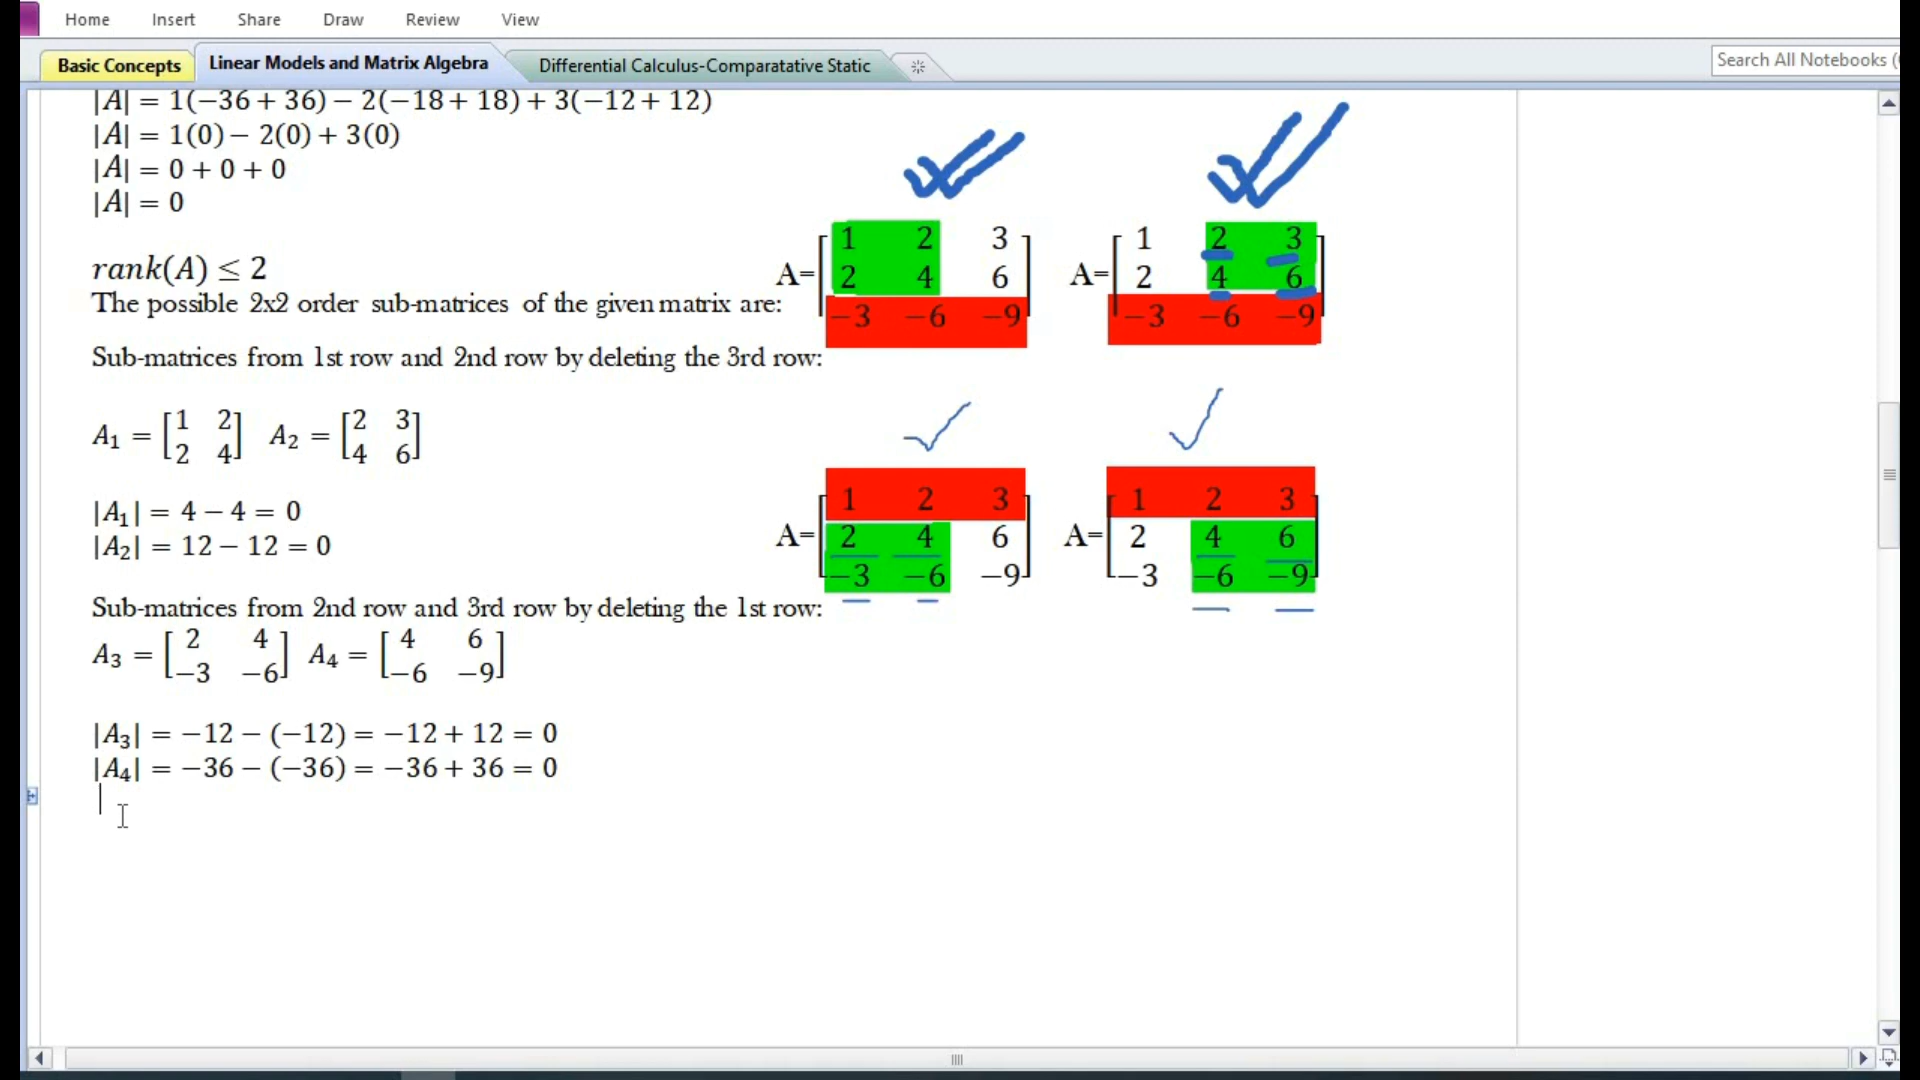 Home Insert Share Draw Review View
Basic Concepts Linear Models and Matrix Algebra Differential Calculus-Comparatative Static
Search All Notebooks (
|A| = 1(−36 + 36) − 2(−18 + 18) + 3(−12 + 12)
|A| = 1(0) − 2(0) + 3(0)
|A| = 0 + 0 + 0
|A| = 0
rank(A) ≤ 2
The possible 2x2 order sub-matrices of the given matrix are:
Sub-matrices from 1st row and 2nd row by deleting the 3rd row:
A₁ = [1 2
2 4] A₂ = [2 3
4 6]
|A₁| = 4 − 4 = 0
|A₂| = 12 − 12 = 0
Sub-matrices from 2nd row and 3rd row by deleting the 1st row:
A₃ = [2 4
−3 −6] A₄ = [4 6
−6 −9]
|A₃| = −12 − (−12) = −12 + 12 = 0
|A₄| = −36 − (−36) = −36 + 36 = 0
A= [1 2 3
2 4 6
−3 −6 −9]
A= [1 2 3
2 4 6
−3 −6 −9]
A= [1 2 3
2 4 6
−3 −6 −9]
A= [1 2 3
2 4 6
−3 −6 −9]